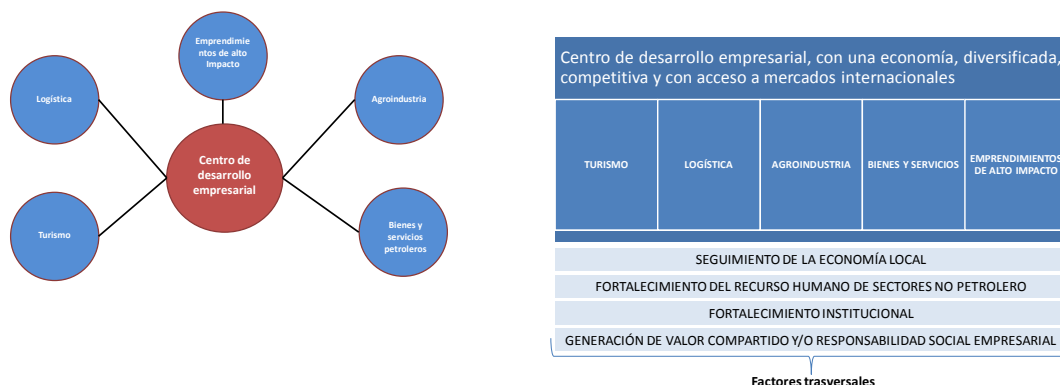 Emprendimie
ntos de alto
Impacto
Logística
Agroindustria
Centro de
desarrollo
empresarial
Turismo
Bienes y
servicios
petroleros
Centro de desarrollo empresarial, con una economía, diversificada,
competitiva y con acceso a mercados internacionales
TURISMO
LOGÍSTICA
AGROINDUSTRIA
BIENES Y SERVICIOS
EMPRENDIMIENTOS
DE ALTO IMPACTO
SEGUIMIENTO DE LA ECONOMÍA LOCAL
FORTALECIMIENTO DEL RECURSO HUMANO DE SECTORES NO PETROLERO
FORTALECIMIENTO INSTITUCIONAL
GENERACIÓN DE VALOR COMPARTIDO Y/O RESPONSABILIDAD SOCIAL EMPRESARIAL
Factores trasversales